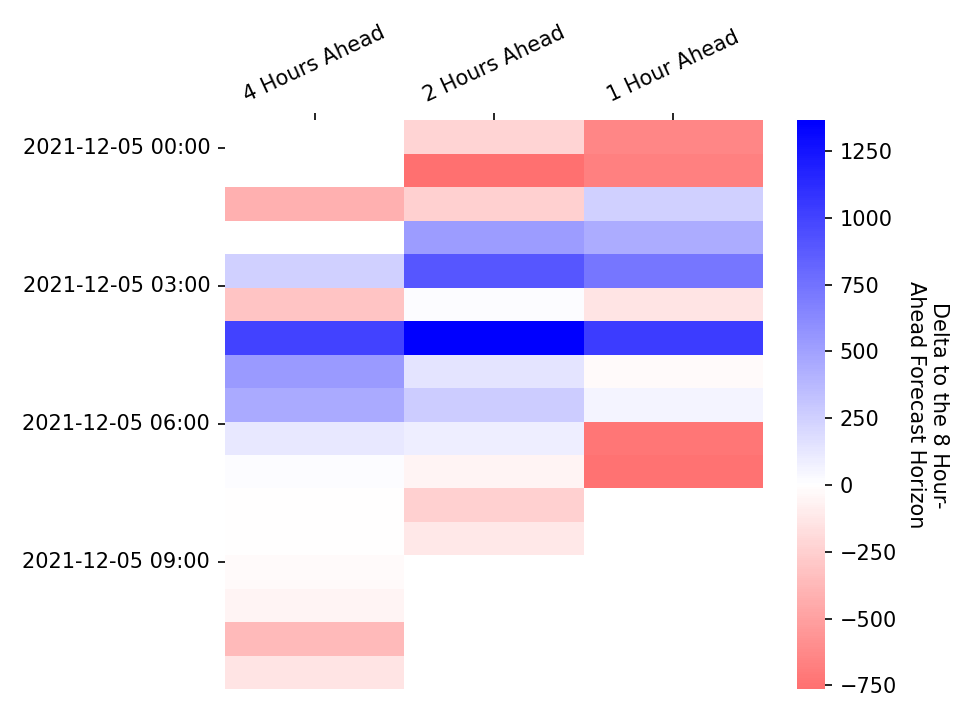 4 Hours Ahead
2 Hours Ahead
1 Hour Ahead
2021-12-05 00:00
2021-12-05 03:00
2021-12-05 06:00
2021-12-05 09:00
1250
1000
750
500
250
0
−250
−500
−750
Delta to the 8 Hour-
Ahead Forecast Horizon